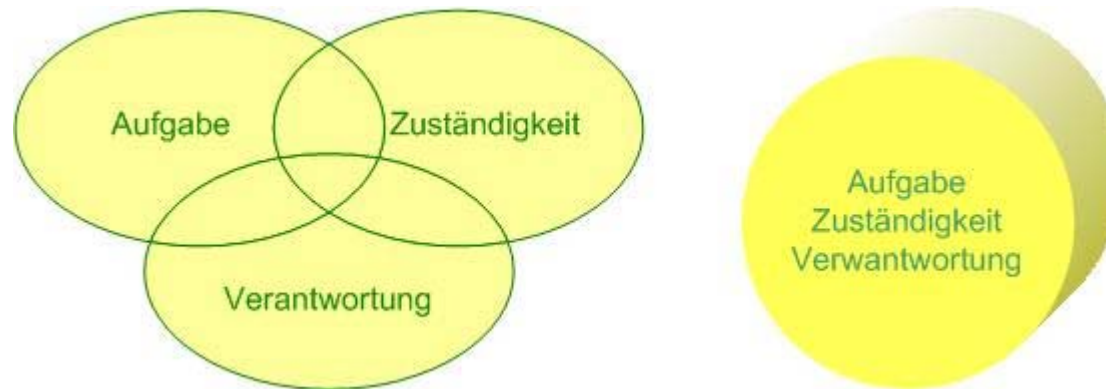 Aufgabe
Zuständigkeit
Verantwortung
Aufgabe
Zuständigkeit
Verwantwortung